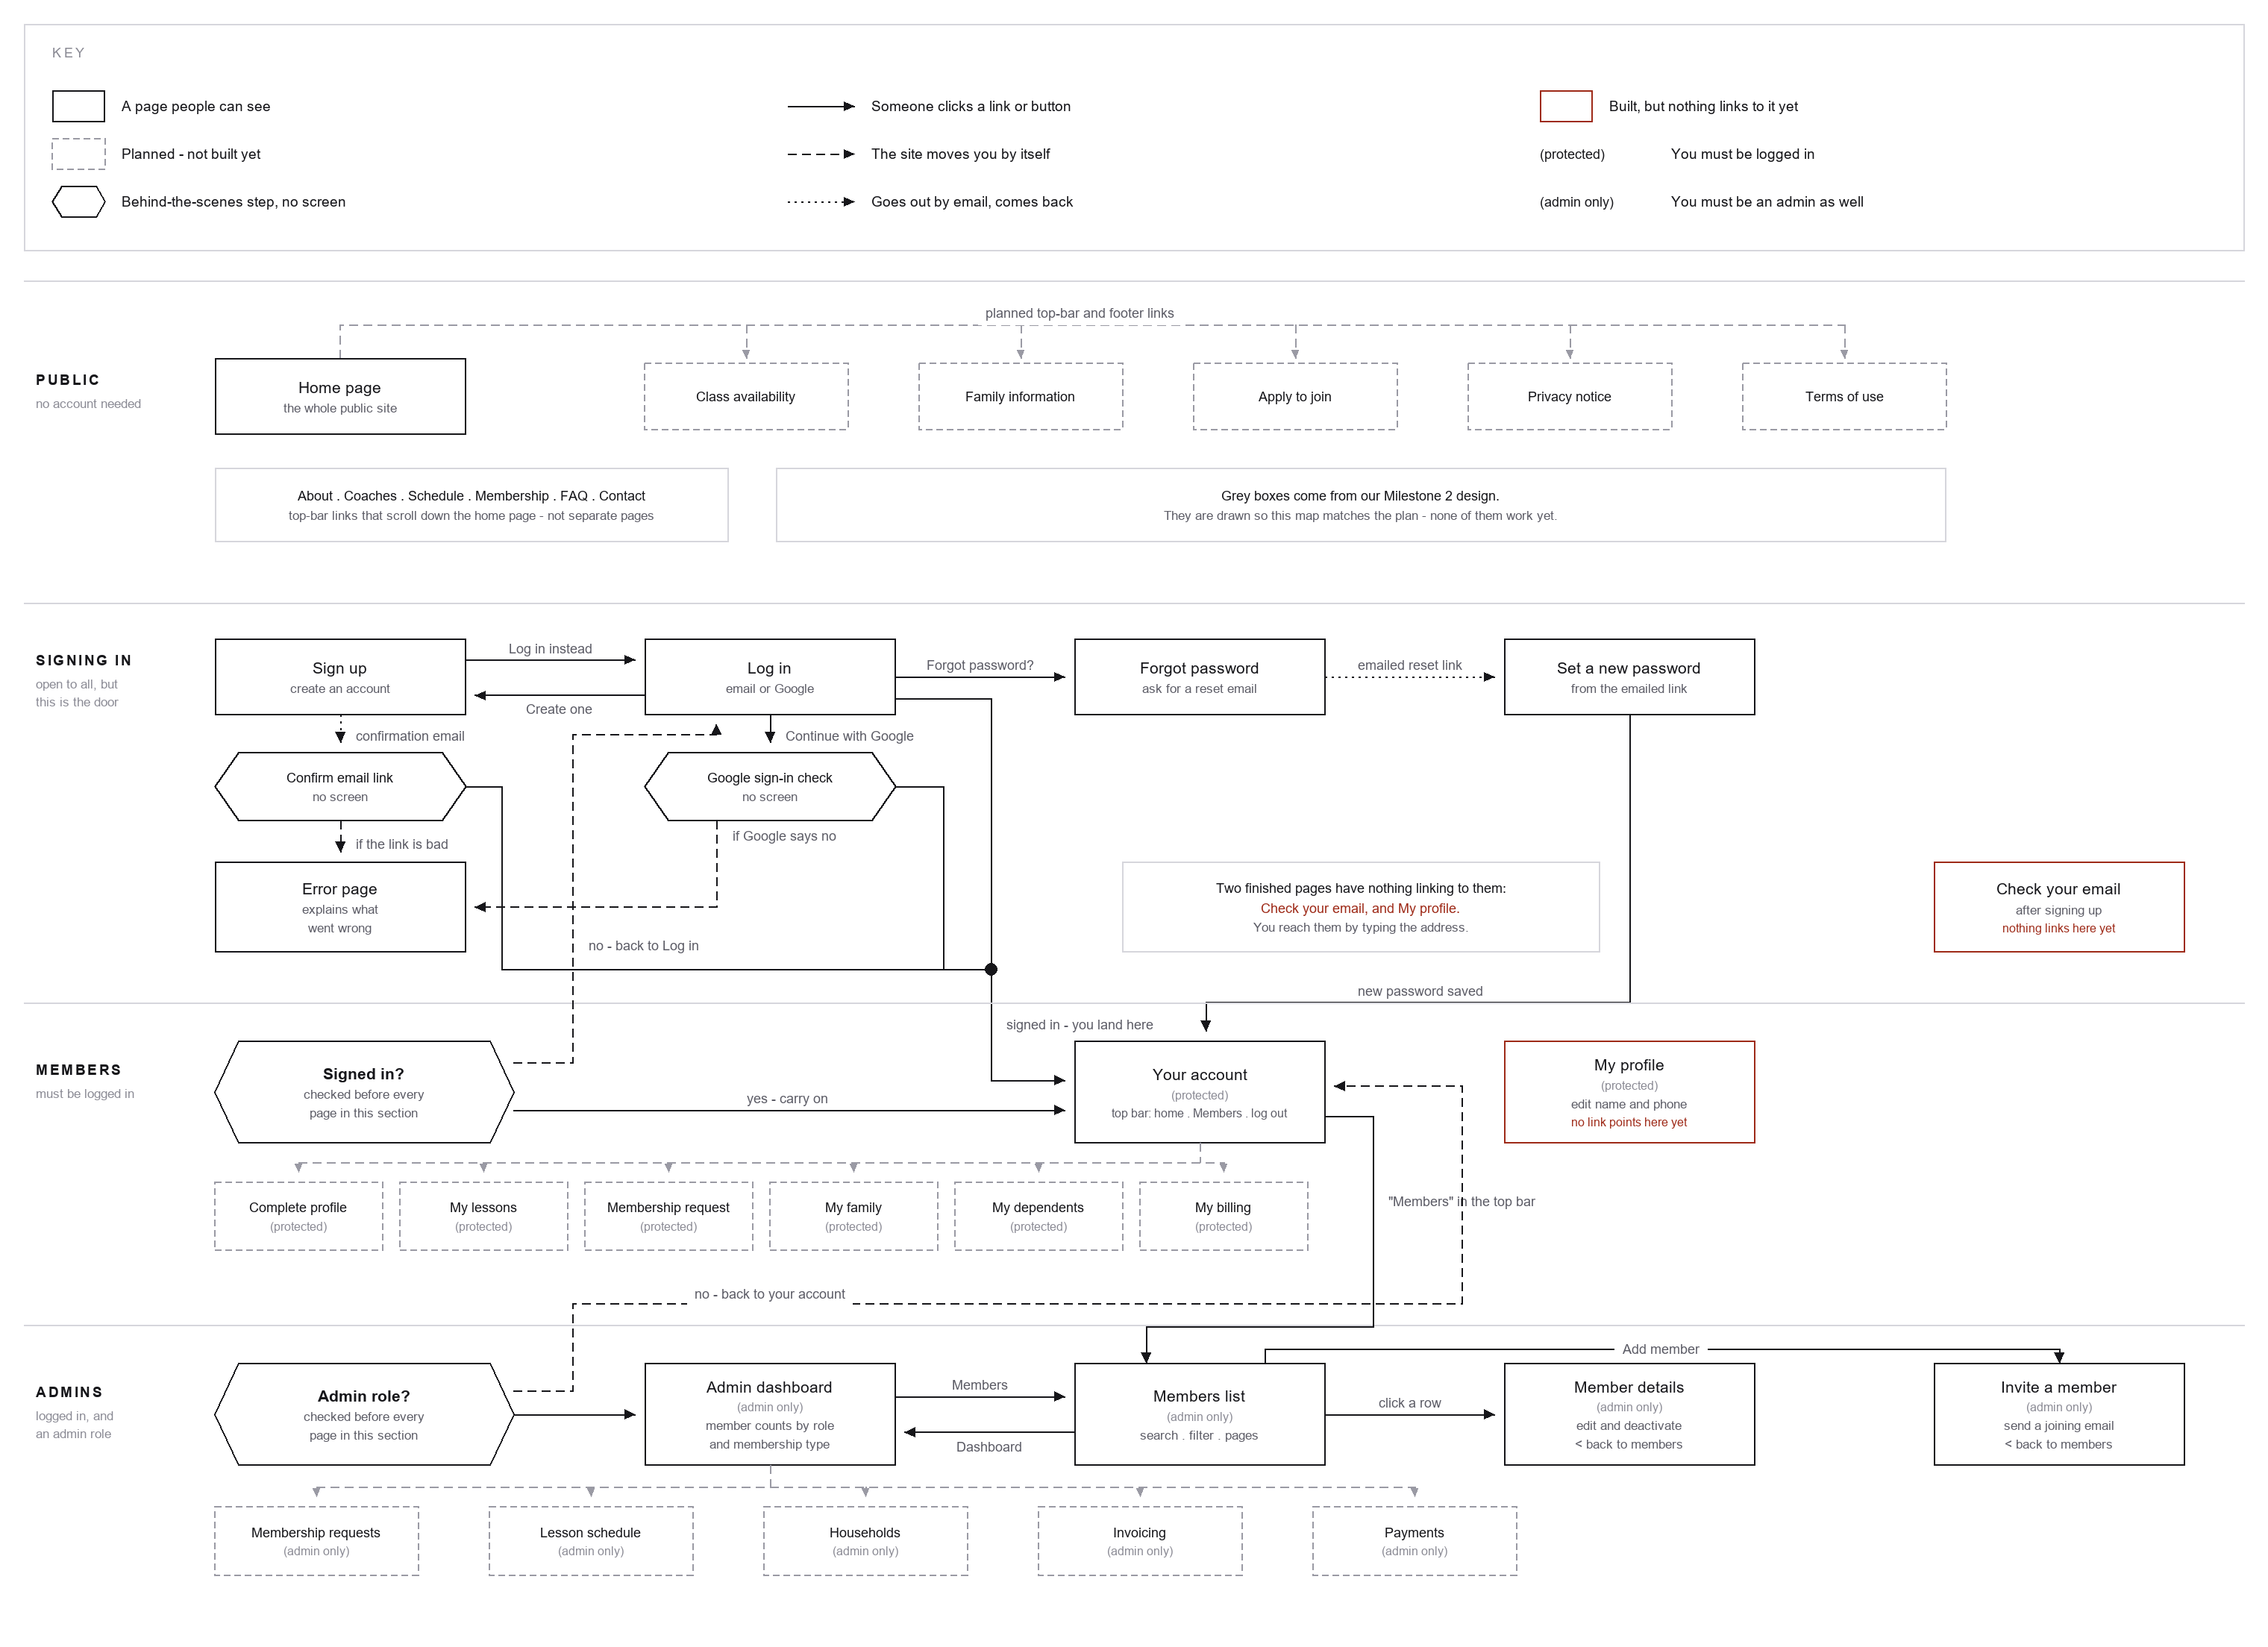 KEY
A page people can see
Someone clicks a link or button
Built, but nothing links to it yet
Planned - not built yet
The site moves you by itself
(protected)
You must be logged in
Behind-the-scenes step, no screen
Goes out by email, comes back
(admin only)
You must be an admin as well
planned top-bar and footer links
PUBLIC
no account needed
Home page
the whole public site
Class availability
Family information
Apply to join
Privacy notice
Terms of use
About . Coaches . Schedule . Membership . FAQ . Contact
top-bar links that scroll down the home page - not separate pages
Grey boxes come from our Milestone 2 design.
They are drawn so this map matches the plan - none of them work yet.
SIGNING IN
open to all, but
this is the door
Sign up
create an account
Log in instead
Create one
Log in
email or Google
Forgot password?
Forgot password
ask for a reset email
emailed reset link
Set a new password
from the emailed link
confirmation email
Continue with Google
Confirm email link
no screen
Google sign-in check
no screen
if the link is bad
if Google says no
Error page
explains what
went wrong
no - back to Log in
Two finished pages have nothing linking to them:
Check your email, and My profile.
You reach them by typing the address.
Check your email
after signing up
nothing links here yet
new password saved
signed in - you land here
MEMBERS
must be logged in
Signed in?
checked before every
page in this section
yes - carry on
Your account
(protected)
top bar: home . Members . log out
My profile
(protected)
edit name and phone
no link points here yet
Complete profile
(protected)
My lessons
(protected)
Membership request
(protected)
My family
(protected)
My dependents
(protected)
My billing
(protected)
"Members" in the top bar
no - back to your account
ADMINS
logged in, and
an admin role
Admin role?
checked before every
page in this section
Admin dashboard
(admin only)
member counts by role
and membership type
Members
Dashboard
Members list
(admin only)
search . filter . pages
click a row
Add member
Member details
(admin only)
edit and deactivate
< back to members
Invite a member
(admin only)
send a joining email
< back to members
Membership requests
(admin only)
Lesson schedule
(admin only)
Households
(admin only)
Invoicing
(admin only)
Payments
(admin only)